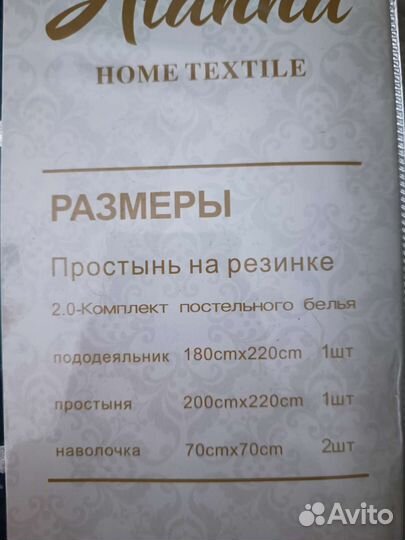 HOME TEXTILE
РАЗМЕРЫ
Простынь на резинке
2.0-Комплект постельного белья
пододеяльник 180cmx220cm 1шт
простыня 200cmx220cm 1шт
наволочка 70cmx70cm 2шт
Avito